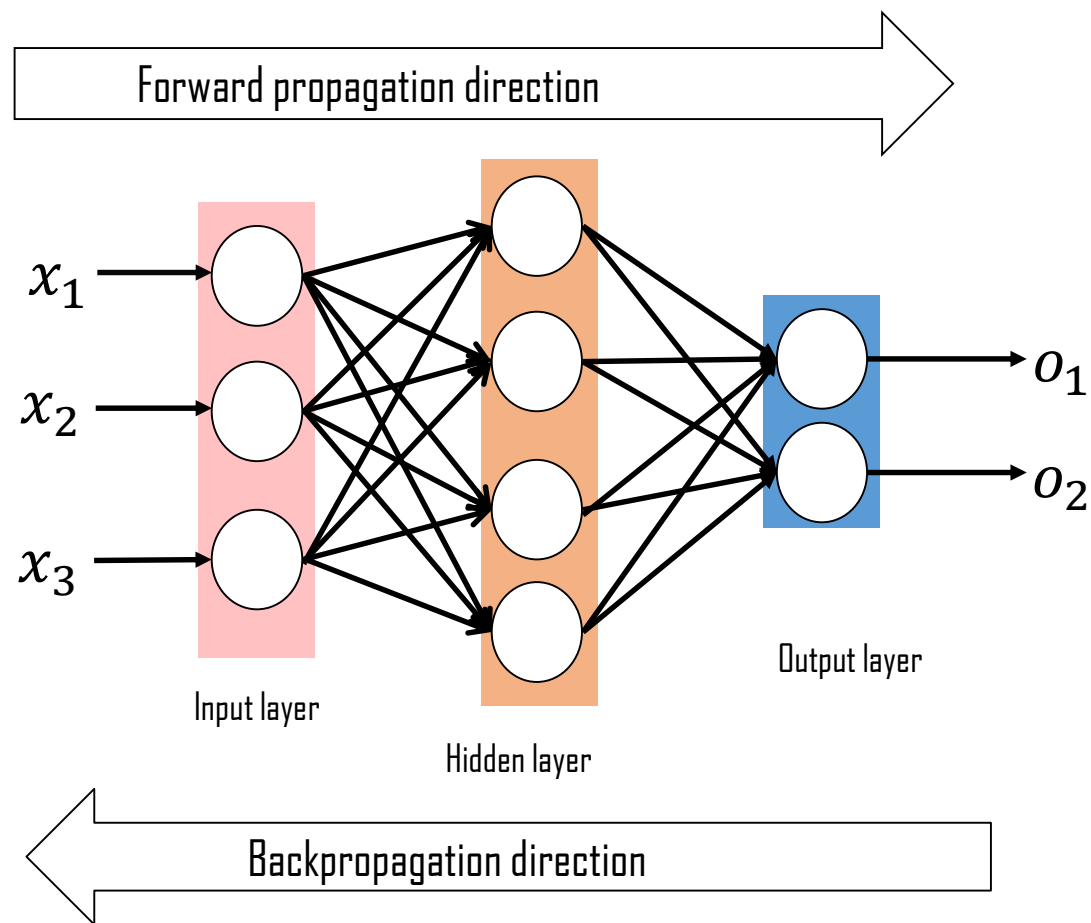 Forward propagation direction
x₁
x₂
x₃
o₁
o₂
Input layer
Hidden layer
Output layer
Backpropagation direction